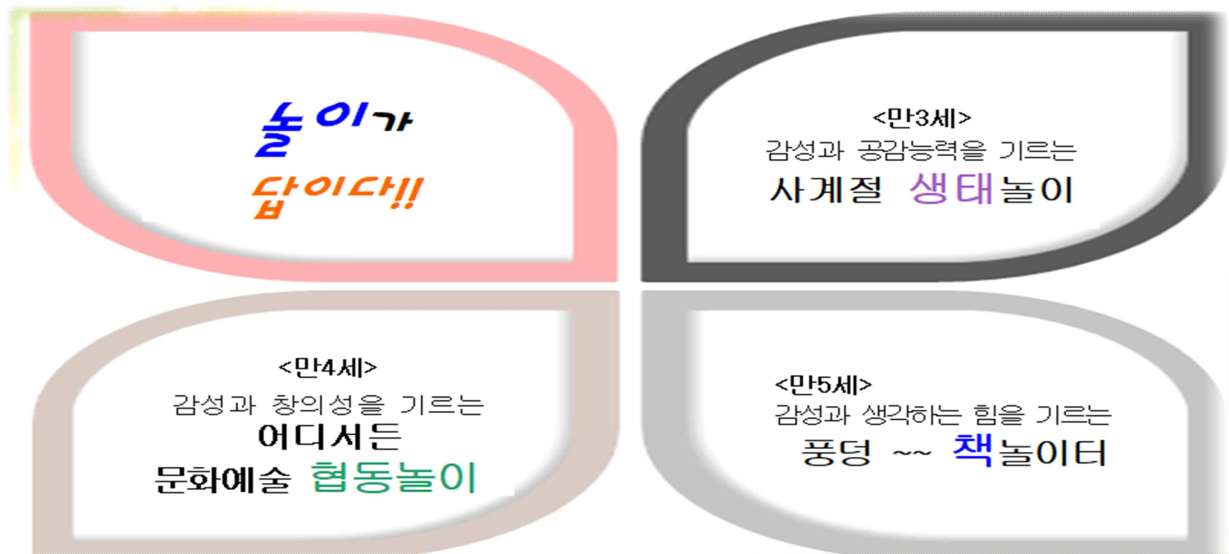 놀이가
답이다!!
<만3세>
감성과 공감능력을 기르는
사계절 생태놀이
<만4세>
감성과 창의성을 기르는
어디서든
문화예술 협동놀이
<만5세>
감성과 생각하는 힘을 기르는
풍덩 ~~ 책놀이터